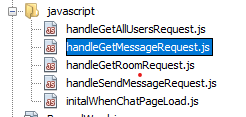 javascript
handleGetAllUsersRequest.js
handleGetMessageRequest.js
handleGetRoomRequest.js
handleSendMessageRequest.js
initalWhenChatPageLoad.js